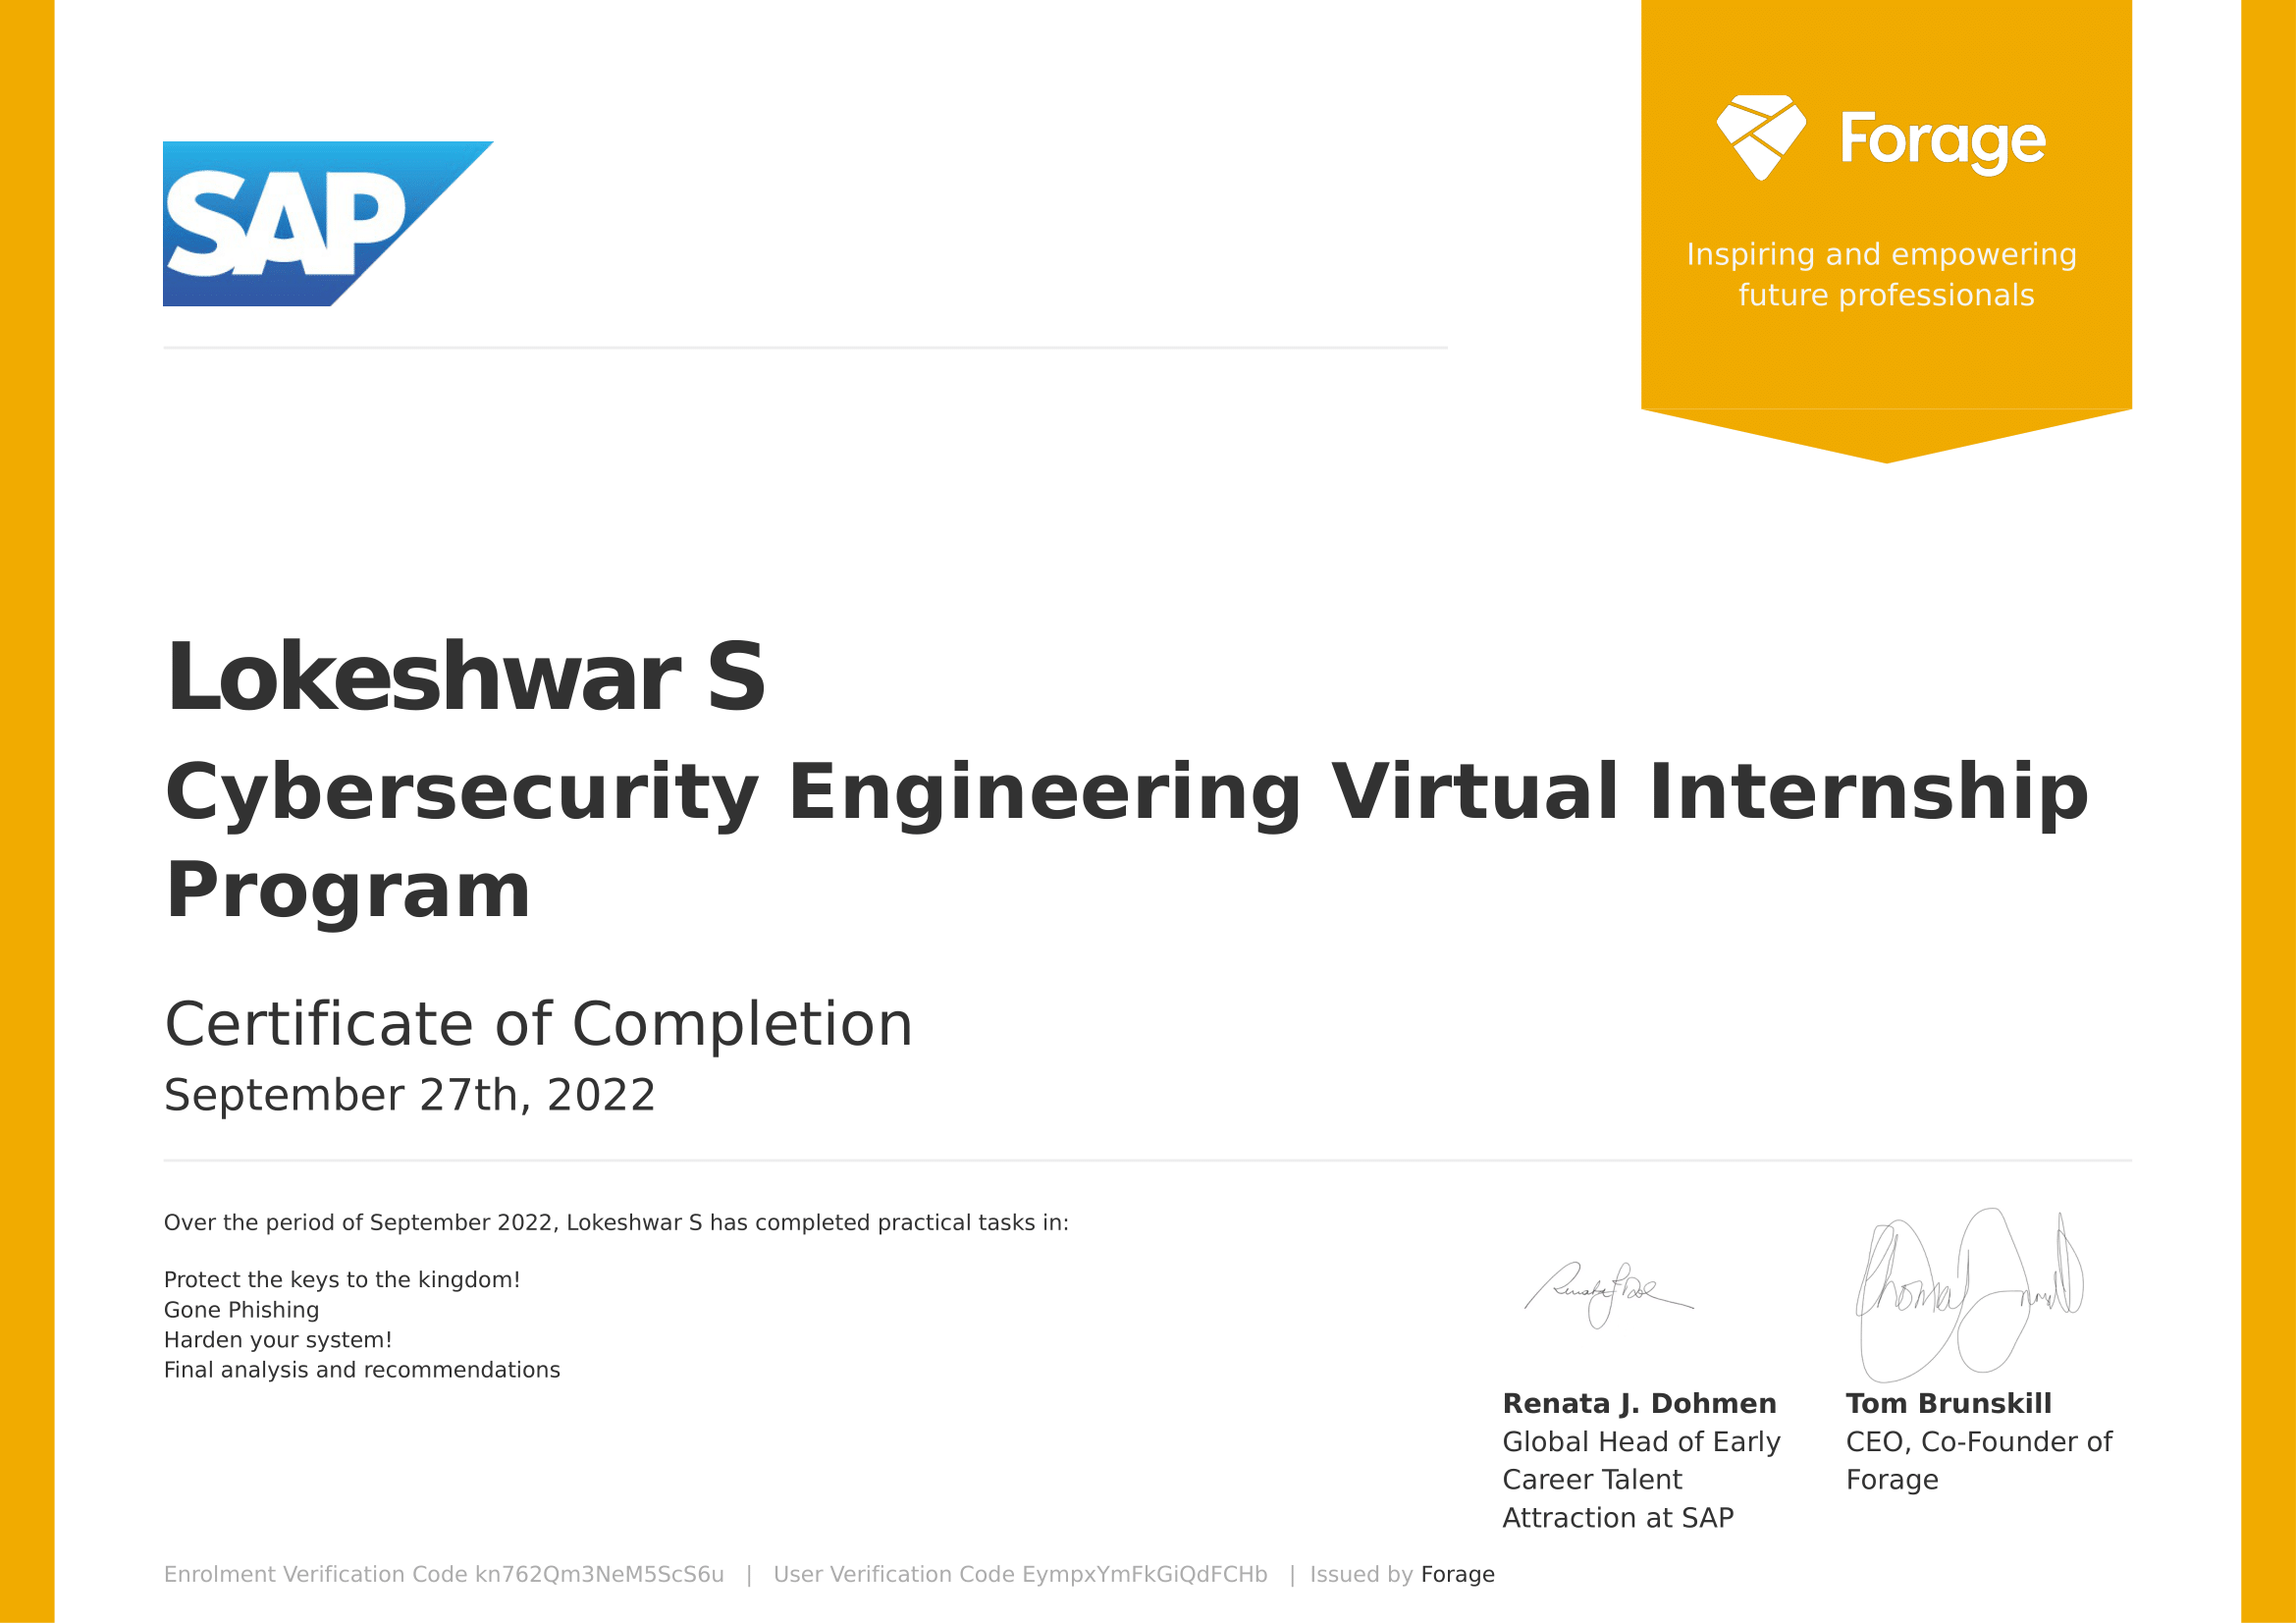 SAP
Forage
Inspiring and empowering
future professionals
Lokeshwar S
Cybersecurity Engineering Virtual Internship
Program
Certificate of Completion
September 27th, 2022
Over the period of September 2022, Lokeshwar S has completed practical tasks in:
Protect the keys to the kingdom!
Gone Phishing
Harden your system!
Final analysis and recommendations
Renata J. Dohmen
Global Head of Early
Career Talent
Attraction at SAP
Tom Brunskill
CEO, Co-Founder of
Forage
Enrolment Verification Code kn762Qm3NeM5ScS6u | User Verification Code EympxYmFkGiQdFCHb | Issued by Forage